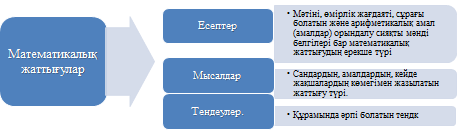 Математикалық
жаттығулар
Есептер
• Мәтіні, өмірлік жағдаяті, сұрағы
болатын және арифметикалық амал
(амалдар) орындалу сияқты мәнді
белгілері бар математикалық
жаттығудың ерекше түрі
Мысалдар
• Сандардың, амалдардың, кейде
жақшалардың көмегімен жазылатын
жаттығу түрі.
Теңдеулер.
• Құрамында әрпі болатын теңдк